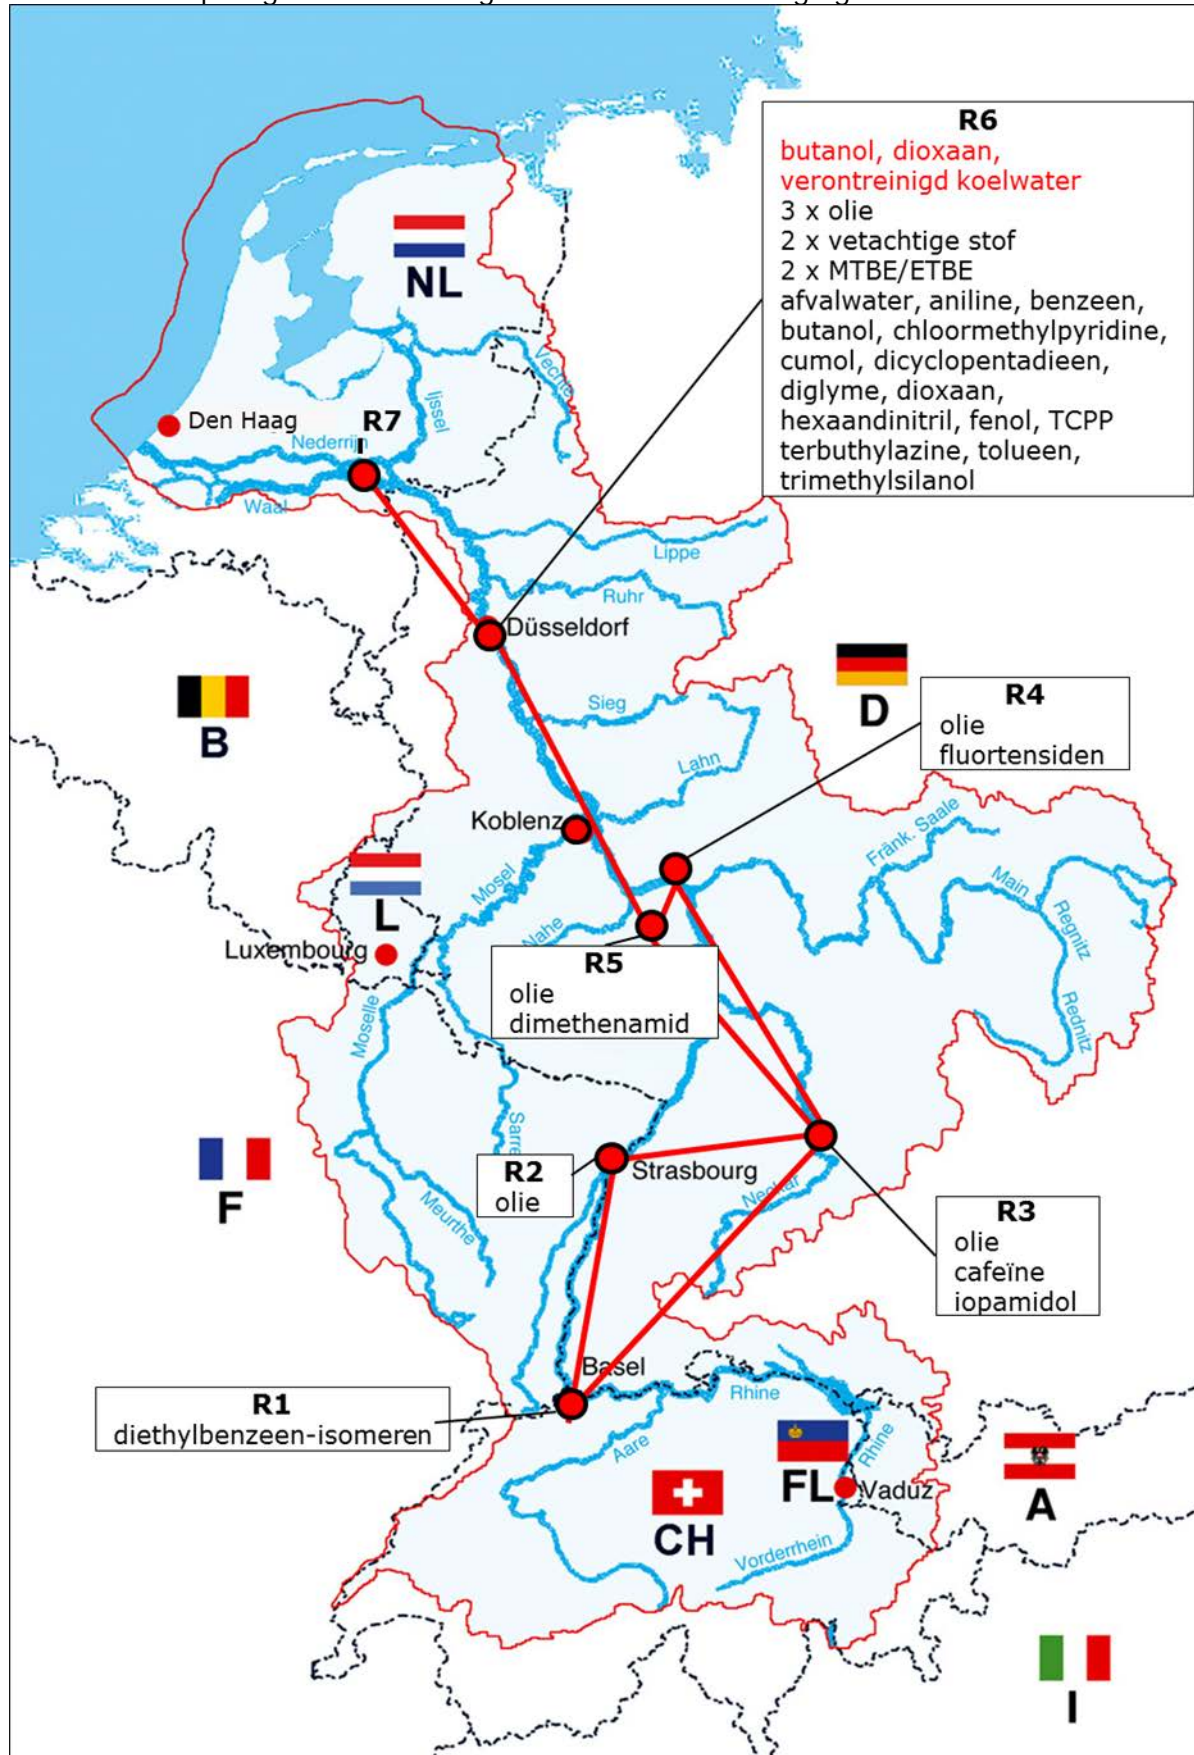 R6
butanol, dioxaan,
verontreinigd koelwater
3 x olie
2 x vetachtige stof
2 x MTBE/ETBE
afvalwater, aniline, benzeen,
butanol, chloormethylpyridine,
cumol, dicyclopentadieen,
diglyme, dioxaan,
hexaandinitril, fenol, TCPP
terbuthylazine, tolueen,
trimethylsilanol
NL
Vechte
Ijssel
Den Haag
R7
Nederrijn
Waal
Lippe
Ruhr
Düsseldorf
B
Sieg
D
R4
olie
fluortensiden
Lahn
Koblenz
Fränk. Saale
Mosel
Main
Regnitz
Rednitz
L
Nahe
Luxembourg
R5
olie
dimethenamid
Moselle
Sarre
F
R2
olie
Strasbourg
Meurthe
Neckar
R3
olie
cafeïne
iopamidol
Basel
R1
diethylbenzeen-isomeren
Rhine
Rhine
Aare
FL
Vaduz
A
CH
Vorderrhein
I